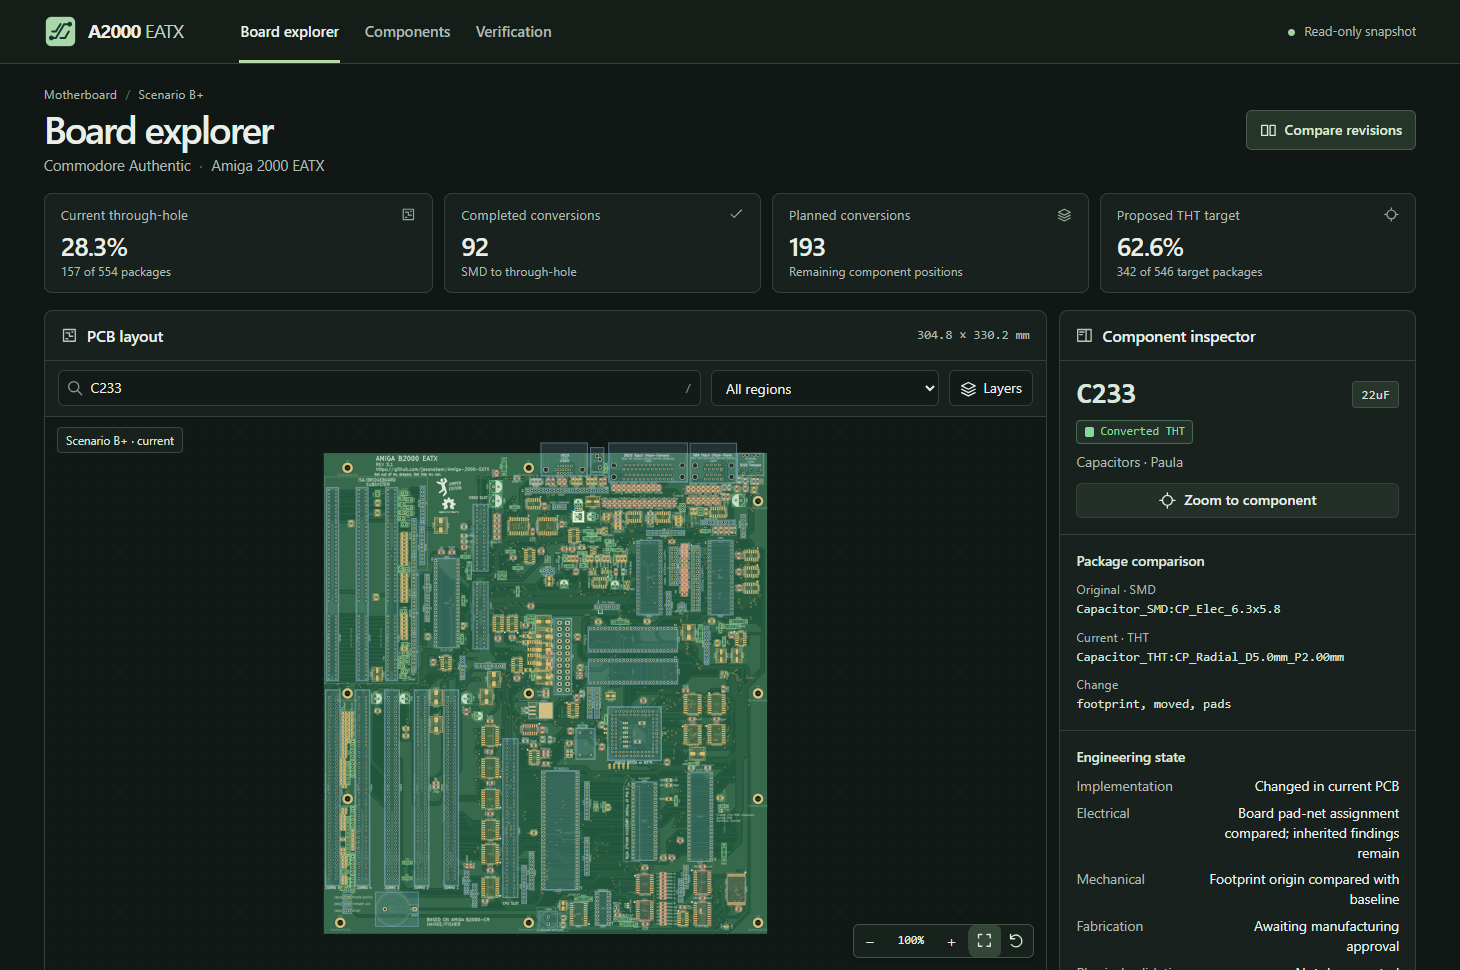 A2000 EATX
Board explorer
Components
Verification
Read-only snapshot
Motherboard / Scenario B+
Board explorer
Commodore Authentic · Amiga 2000 EATX
Compare revisions
Current through-hole
28.3%
157 of 554 packages
Completed conversions
92
SMD to through-hole
Planned conversions
193
Remaining component positions
Proposed THT target
62.6%
342 of 546 target packages
PCB layout
304.8 × 330.2 mm
C233
/
All regions
Layers
Scenario B+ · current
AMIGA B2000 EATX
BASED ON AMIGA B2000-CR
− 100% +
Component inspector
C233
22uF
Converted THT
Capacitors · Paula
Zoom to component
Package comparison
Original · SMD
Capacitor_SMD:CP_Elec_6.3x5.8
Current · THT
Capacitor_THT:CP_Radial_D5.0mm_P2.00mm
Change
footprint, moved, pads
Engineering state
Implementation
Changed in current PCB
Electrical
Board pad-net assignment
compared; inherited findings
remain
Mechanical
Footprint origin compared with
baseline
Fabrication
Awaiting manufacturing
approval